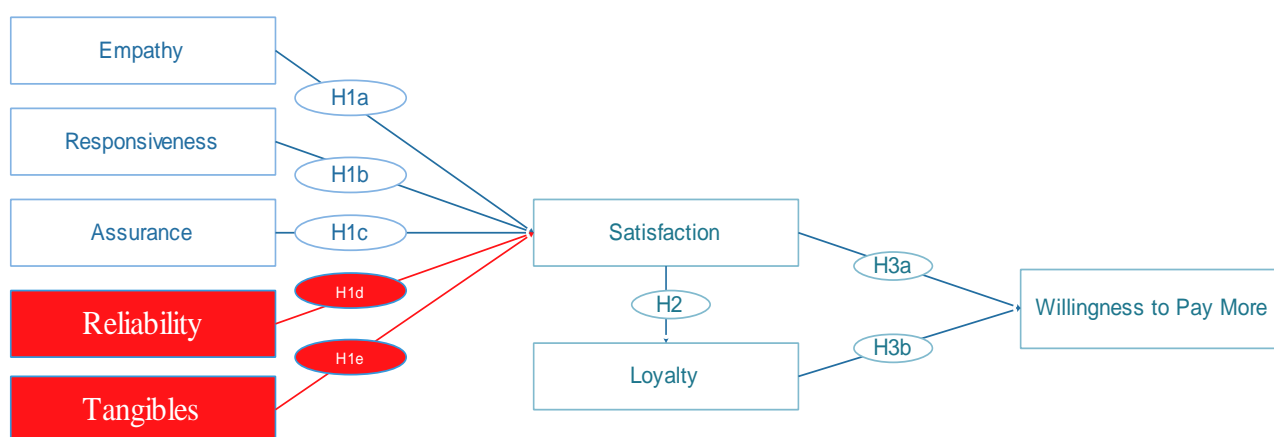 Empathy
H1a
Responsiveness
H1b
Assurance
H1c
Satisfaction
H3a
Reliability
H1d
H2
Willingness to Pay More
H1e
H3b
Loyalty
Tangibles